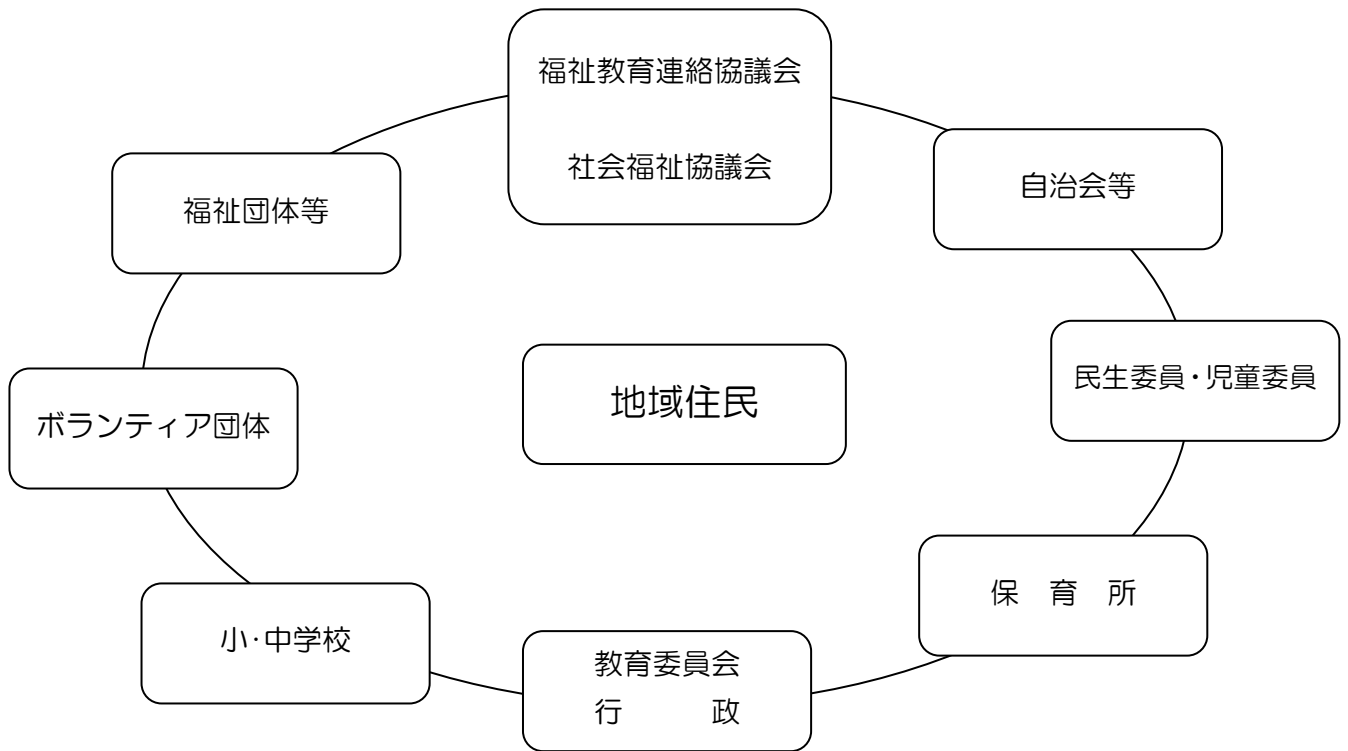 福祉教育連絡協議会
社会福祉協議会
自治会等
福祉団体等
民生委員・児童委員
地域住民
ボランティア団体
保　育　所
小・中学校
教育委員会
行　　　政